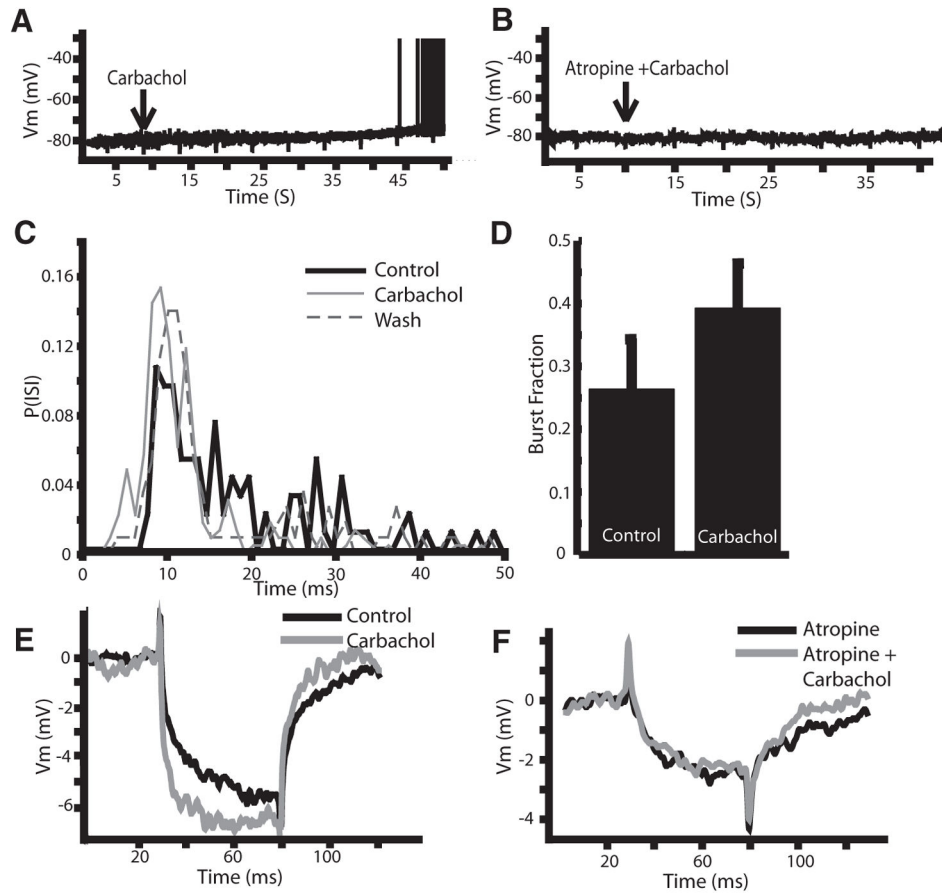 A
Vm (mV)
-40
-60
-80
Carbachol
5
15
25
35
45
Time (S)
B
Vm (mV)
-40
-60
-80
Atropine +Carbachol
5
15
25
35
Time (S)
C
P(ISI)
0.16
0.12
0.08
0.04
0
Control
Carbachol
Wash
0
10
20
30
40
50
Time (ms)
D
Burst Fraction
0.5
0.4
0.3
0.2
0.1
0
Control
Carbachol
E
Vm (mV)
0
-2
-4
-6
Control
Carbachol
20
60
100
Time (ms)
F
Vm (mV)
0
-2
-4
Atropine
Atropine +
Carbachol
20
60
100
Time (ms)